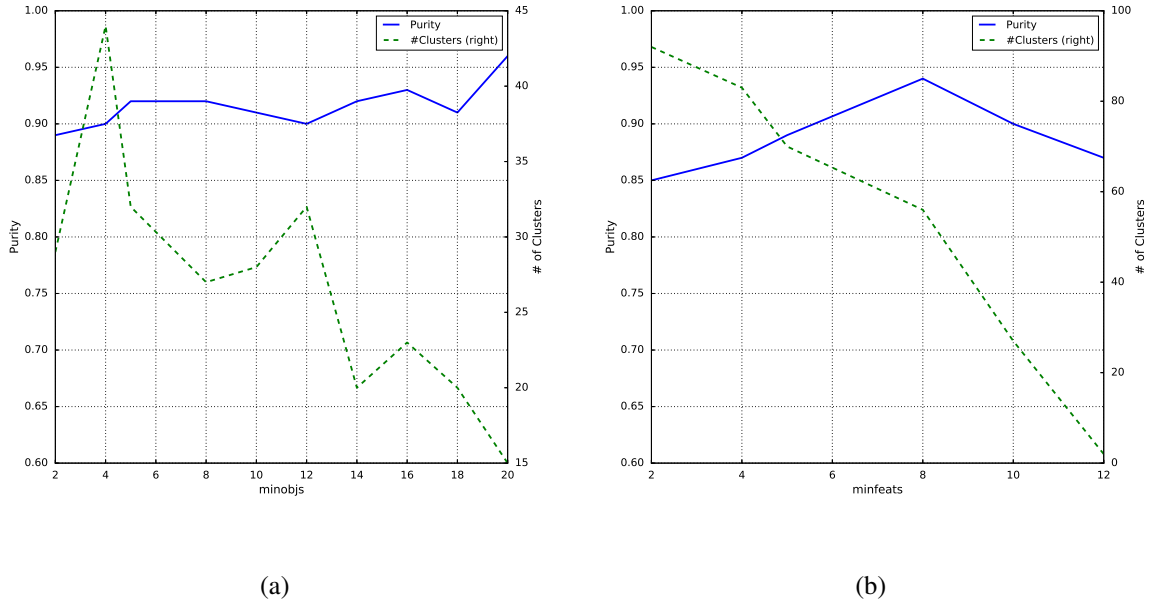 1.00
0.95
0.90
0.85
0.80
0.75
0.70
0.65
0.60
Purity
2 4 6 8 10 12 14 16 18 20
minobjs
45
40
35
30
25
20
15
# of Clusters
Purity
#Clusters (right)
(a)
1.00
0.95
0.90
0.85
0.80
0.75
0.70
0.65
0.60
Purity
2 4 6 8 10 12
minfeats
100
80
60
40
20
0
# of Clusters
Purity
#Clusters (right)
(b)